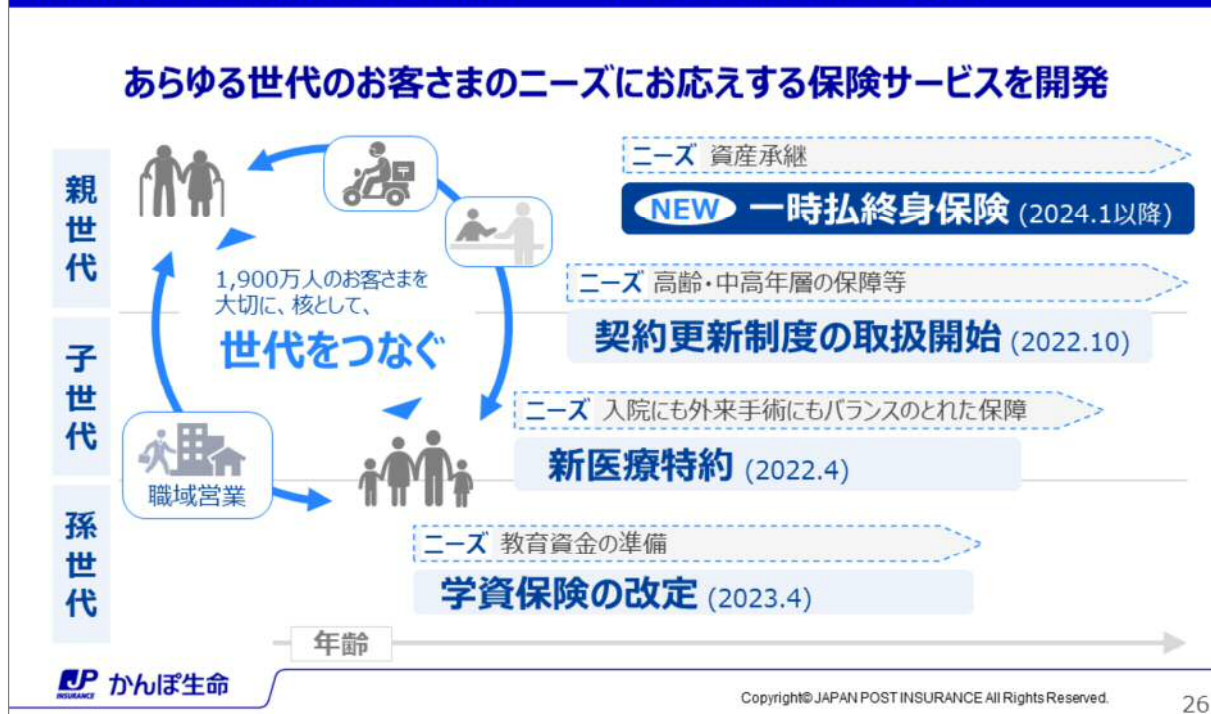 あらゆる世代のお客さまのニーズにお応えする保険サービスを開発
親世代
ニーズ 資産承継
NEW 一時払終身保険 (2024.1以降)
1,900万人のお客さまを
大切に、核として、
世代をつなぐ
ニーズ 高齢・中高年層の保障等
契約更新制度の取扱開始 (2022.10)
子世代
ニーズ 入院にも外来手術にもバランスのとれた保障
新医療特約 (2022.4)
職域営業
孫世代
ニーズ 教育資金の準備
学資保険の改定 (2023.4)
年齢
JP INSURANCE かんぽ生命
Copyright© JAPAN POST INSURANCE All Rights Reserved.
26